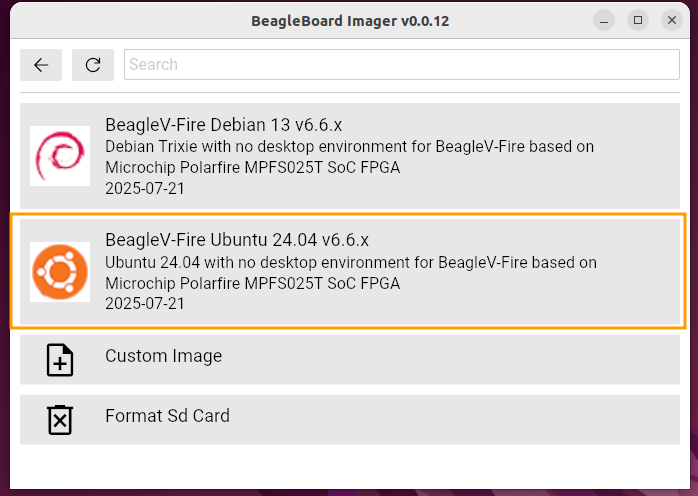 BeagleBoard Imager v0.0.12
Search
BeagleV-Fire Debian 13 v6.6.x
Debian Trixie with no desktop environment for BeagleV-Fire based on
Microchip Polarfire MPFS025T SoC FPGA
2025-07-21
BeagleV-Fire Ubuntu 24.04 v6.6.x
Ubuntu 24.04 with no desktop environment for BeagleV-Fire based on
Microchip Polarfire MPFS025T SoC FPGA
2025-07-21
Custom Image
Format Sd Card